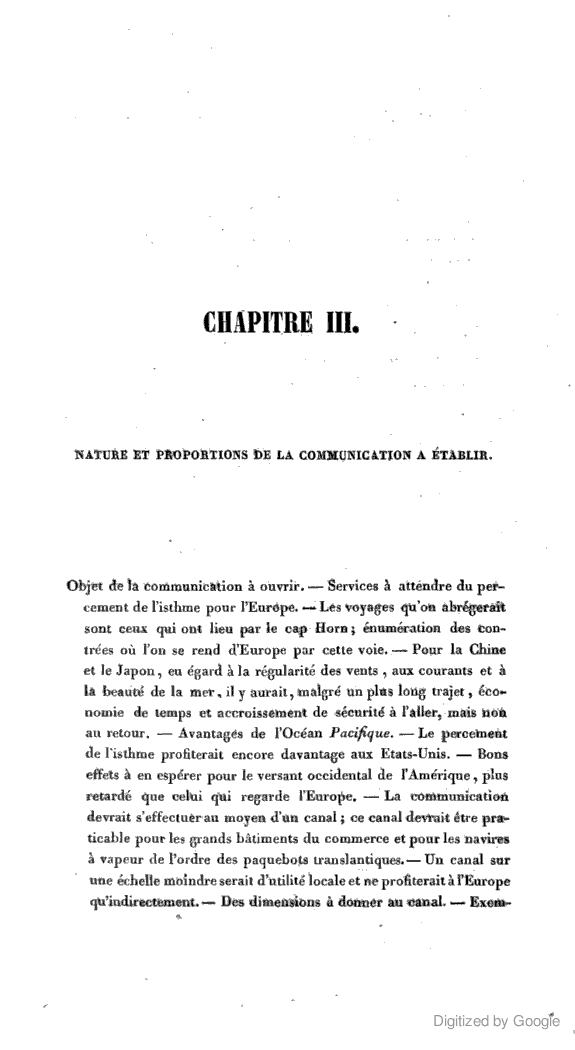 CHAPITRE III.
NATURE ET PROPORTIONS DE LA COMMUNICATION A ÉTABLIR.
Objet de la communication à ouvrir. — Services à attendre du per-
cement de l'isthme pour l'Europe. — Les voyages qu'on abrégerait
sont ceux qui ont lieu par le cap Horn ; énumération des con-
trées où l'on se rend d'Europe par cette voie. — Pour la Chine
et le Japon, eu égard à la régularité des vents, aux courants et à
la beauté de la mer, il y aurait, malgré un plus long trajet, éco-
nomie de temps et accroissement de sécurité à l'aller, mais non
au retour. — Avantages de l'Océan Pacifique. — Le percement
de l'isthme profiterait encore davantage aux Etats-Unis. — Bons
effets à en espérer pour le versant occidental de l'Amérique, plus
retardé que celui qui regarde l'Europe. — La communication
devrait s'effectuer au moyen d'un canal ; ce canal devrait être pra-
ticable pour les grands bâtiments du commerce et pour les navires
à vapeur de l'ordre des paquebots translantiques. — Un canal sur
une échelle moindre serait d'utilité locale et ne profiterait à l'Europe
qu'indirectement. — Des dimensions à donner au canal. — Exem-
Digitized by Google